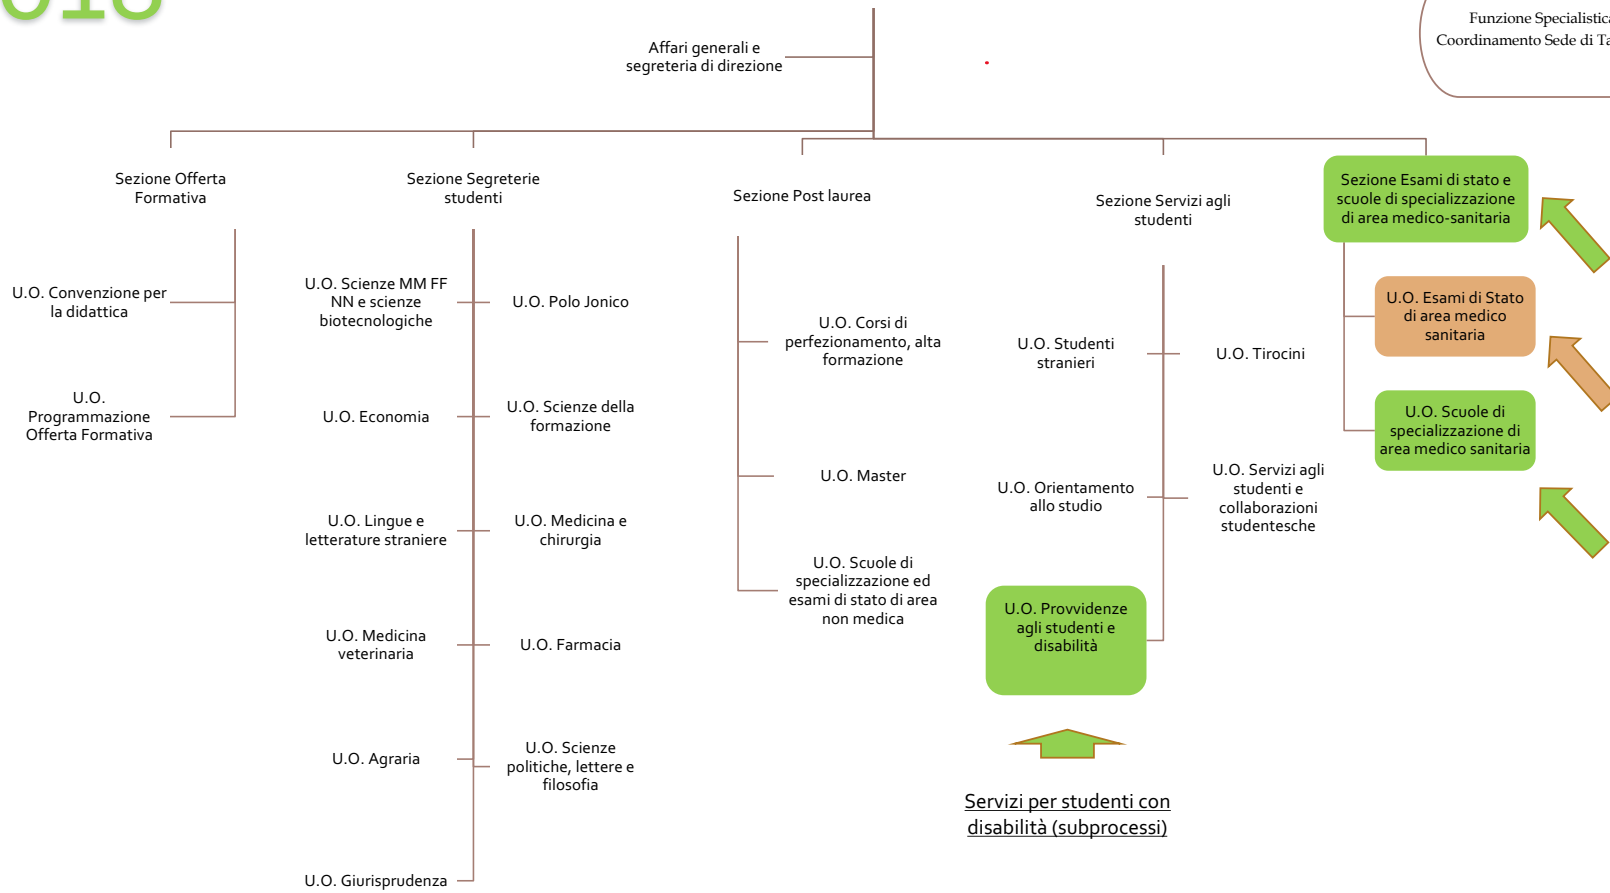 018
Funzione Specialistica
Coordinamento Sede di Ta
Affari generali e
segreteria di direzione
Sezione Offerta
Formativa
U.O. Convenzione per
la didattica
U.O.
Programmazione
Offerta Formativa
Sezione Segreterie
studenti
U.O. Scienze MM FF
NN e scienze
biotecnologiche
U.O. Polo Jonico
U.O. Economia
U.O. Scienze della
formazione
U.O. Lingue e
letterature straniere
U.O. Medicina e
chirurgia
U.O. Medicina
veterinaria
U.O. Farmacia
U.O. Agraria
U.O. Scienze
politiche, lettere e
filosofia
U.O. Giurisprudenza
Sezione Post laurea
U.O. Corsi di
perfezionamento, alta
formazione
U.O. Master
U.O. Scuole di
specializzazione ed
esami di stato di area
non medica
Sezione Servizi agli
studenti
U.O. Studenti
stranieri
U.O. Tirocini
U.O. Orientamento
allo studio
U.O. Servizi agli
studenti e
collaborazioni
studentesche
U.O. Provvidenze
agli studenti e
disabilità
Servizi per studenti con
disabilità (subprocessi)
Sezione Esami di stato e
scuole di specializzazione
di area medico-sanitaria
U.O. Esami di Stato
di area medico
sanitaria
U.O. Scuole di
specializzazione di
area medico sanitaria